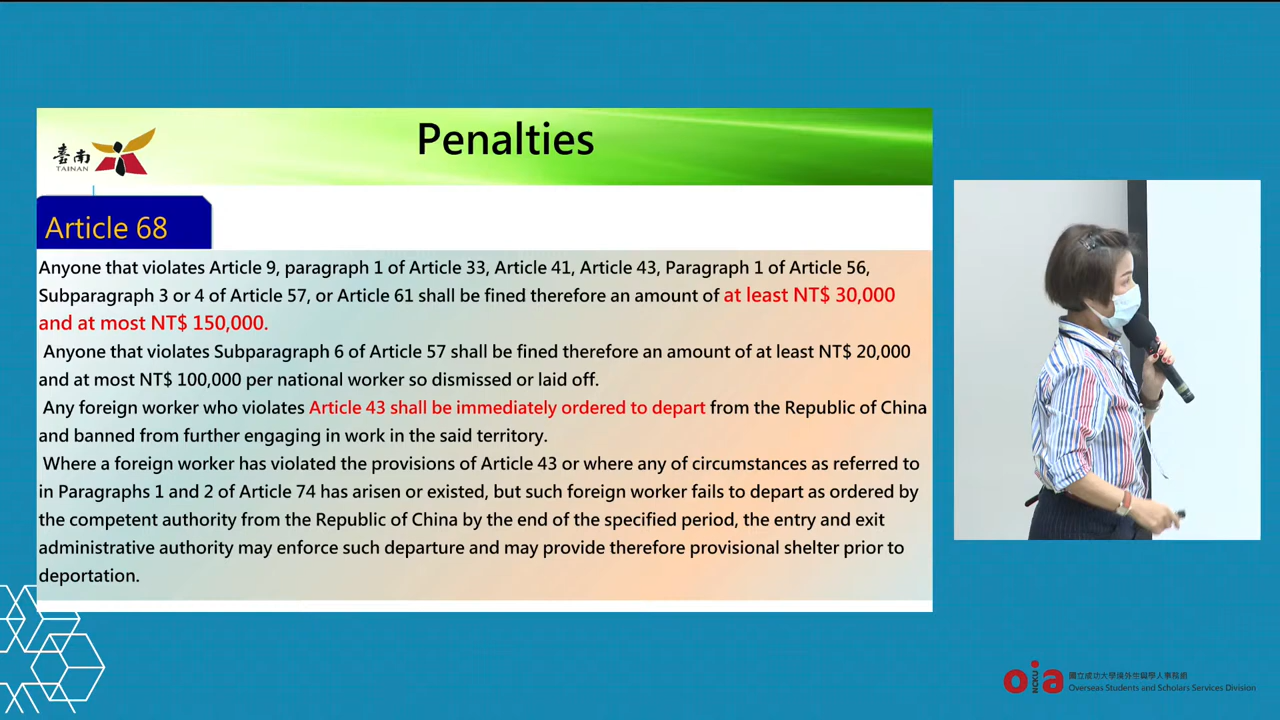 Penalties
臺南
TAINAN
Article 68
Anyone that violates Article 9, paragraph 1 of Article 33, Article 41, Article 43, Paragraph 1 of Article 56,
Subparagraph 3 or 4 of Article 57, or Article 61 shall be fined therefore an amount of at least NT$ 30,000
and at most NT$ 150,000.
Anyone that violates Subparagraph 6 of Article 57 shall be fined therefore an amount of at least NT$ 20,000
and at most NT$ 100,000 per national worker so dismissed or laid off.
Any foreign worker who violates Article 43 shall be immediately ordered to depart from the Republic of China
and banned from further engaging in work in the said territory.
Where a foreign worker has violated the provisions of Article 43 or where any of circumstances as referred to
in Paragraphs 1 and 2 of Article 74 has arisen or existed, but such foreign worker fails to depart as ordered by
the competent authority from the Republic of China by the end of the specified period, the entry and exit
administrative authority may enforce such departure and may provide therefore provisional shelter prior to
deportation.
NCKU
oia
國立成功大學僑外生與學人事務組
Overseas Students and Scholars Services Division